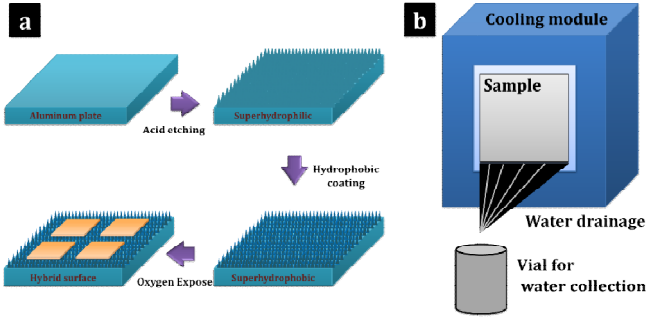 a
Aluminum plate
Acid etching
Superhydrophilic
Hydrophobic
coating
Superhydrophobic
Oxygen Expose
Hybrid surface
b
Cooling module
Sample
Water drainage
Vial for
water collection